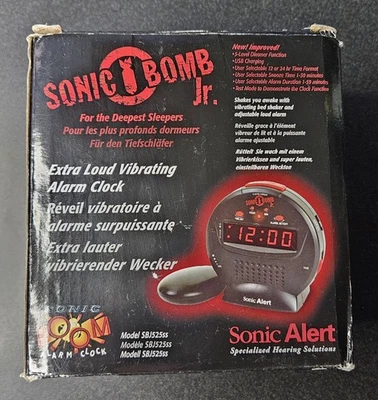 SONIC BOMB
Jr.
For the Deepest Sleepers
Pour les plus profonds dormeurs
Für den Tiefschläfer
New! Improved!
• 5-Level Dimmer Function
• USB Charging
• User Selectable 12 or 24 hr Time Format
• User Selectable Snooze Time 1-30 minutes
• User Selectable Alarm Duration 1-59 minutes
• Test Mode to Demonstrate the Clock Function
Shakes you awake with
vibrating bed shaker and
adjustable loud alarm
Réveille grace à l'élément
vibreur de lit et à la puissante
alarme ajustable
Rüttelt Sie wach mit einem
Vibrierkissen und super lauten,
einstellbaren Weckton
Extra Loud Vibrating
Alarm Clock
Réveil vibratoire à
alarme surpuissante
Extra lauter
vibrierender Wecker
SONIC BOMB Jr.
12:00
Sonic Alert
SONIC
BOOM
ALARM CLOCK
Model SBJ525ss
Modèle SBJ525ss
Modell SBJ525ss
Sonic Alert
Specialized Hearing Solutions